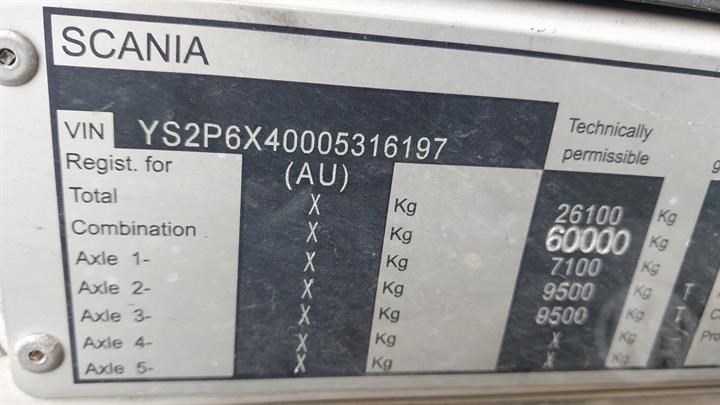 SCANIA
VIN YS2P6X40005316197
Technically
permissible
Regist. for (AU)
Total X Kg 26100 Kg
Combination X Kg 60000 Kg
Axle 1- X Kg 7100 Kg
Axle 2- X Kg 9500 Kg T
Axle 3- X Kg 9500 Kg T
Axle 4- X Kg X Kg
Axle 5- X Kg X Kg